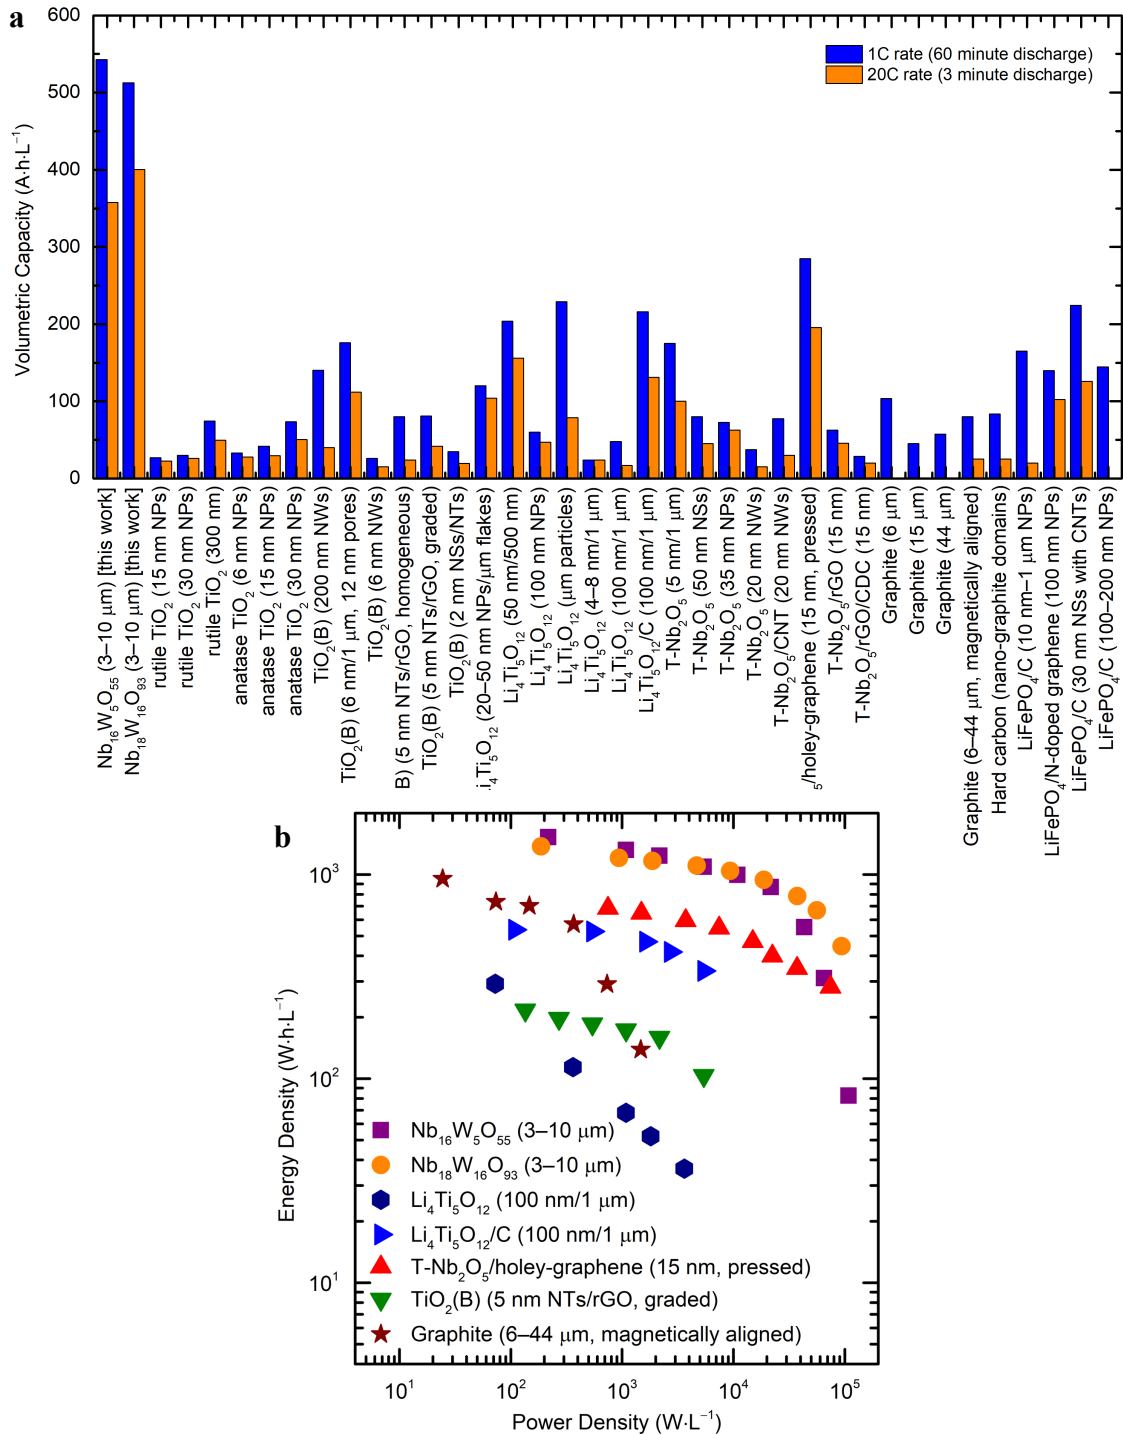 a
600
500
400
300
200
100
0
Volumetric Capacity (A·h·L⁻¹)
1C rate (60 minute discharge)
20C rate (3 minute discharge)
Nb₁₆W₅O₅₅ (3–10 μm) [this work]
Nb₁₈W₁₆O₉₃ (3–10 μm) [this work]
rutile TiO₂ (15 nm NPs)
rutile TiO₂ (30 nm NPs)
rutile TiO₂ (300 nm)
anatase TiO₂ (6 nm NPs)
anatase TiO₂ (15 nm NPs)
anatase TiO₂ (30 nm NPs)
TiO₂(B) (200 nm NWs)
TiO₂(B) (6 nm/1 μm, 12 nm pores)
TiO₂(B) (6 nm NWs)
B) (5 nm NTs/rGO, homogeneous)
TiO₂(B) (5 nm NTs/rGO, graded)
TiO₂(B) (2 nm NSs/NTs)
i₄Ti₅O₁₂ (20–50 nm NPs/μm flakes)
Li₄Ti₅O₁₂ (50 nm/500 nm)
Li₄Ti₅O₁₂ (100 nm NPs)
Li₄Ti₅O₁₂ (μm particles)
Li₄Ti₅O₁₂ (4–8 nm/1 μm)
Li₄Ti₅O₁₂ (100 nm/1 μm)
Li₄Ti₅O₁₂/C (100 nm/1 μm)
T-Nb₂O₅ (5 nm/1 μm)
T-Nb₂O₅ (50 nm NSs)
T-Nb₂O₅ (35 nm NPs)
T-Nb₂O₅ (20 nm NWs)
T-Nb₂O₅/CNT (20 nm NWs)
₅/holey-graphene (15 nm, pressed)
T-Nb₂O₅/rGO (15 nm)
T-Nb₂O₅/rGO/CDC (15 nm)
Graphite (6 μm)
Graphite (15 μm)
Graphite (44 μm)
Graphite (6–44 μm, magnetically aligned)
Hard carbon (nano-graphite domains)
LiFePO₄/C (10 nm–1 μm NPs)
LiFePO₄/N-doped graphene (100 nm NPs)
LiFePO₄/C (30 nm NSs with CNTs)
LiFePO₄/C (100–200 nm NPs)
b
10³
10²
10¹
Energy Density (W·h·L⁻¹)
Nb₁₆W₅O₅₅ (3–10 μm)
Nb₁₈W₁₆O₉₃ (3–10 μm)
Li₄Ti₅O₁₂ (100 nm/1 μm)
Li₄Ti₅O₁₂/C (100 nm/1 μm)
T-Nb₂O₅/holey-graphene (15 nm, pressed)
TiO₂(B) (5 nm NTs/rGO, graded)
Graphite (6–44 μm, magnetically aligned)
10¹ 10² 10³ 10⁴ 10⁵
Power Density (W·L⁻¹)